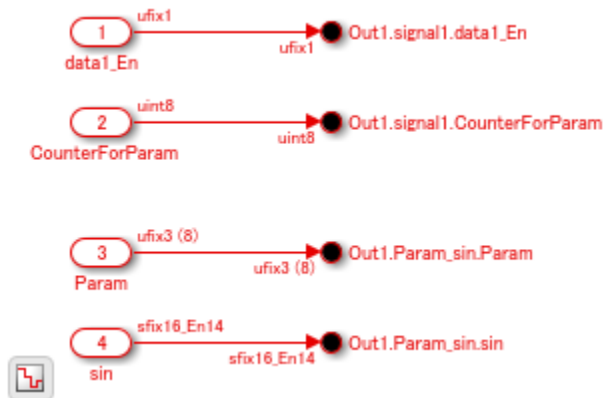 1
ufix1
ufix1
Out1.signal1.data1_En
data1_En
2
uint8
uint8
Out1.signal1.CounterForParam
CounterForParam
3
ufix3 (8)
ufix3 (8)
Out1.Param_sin.Param
Param
4
sfix16_En14
sfix16_En14
Out1.Param_sin.sin
sin